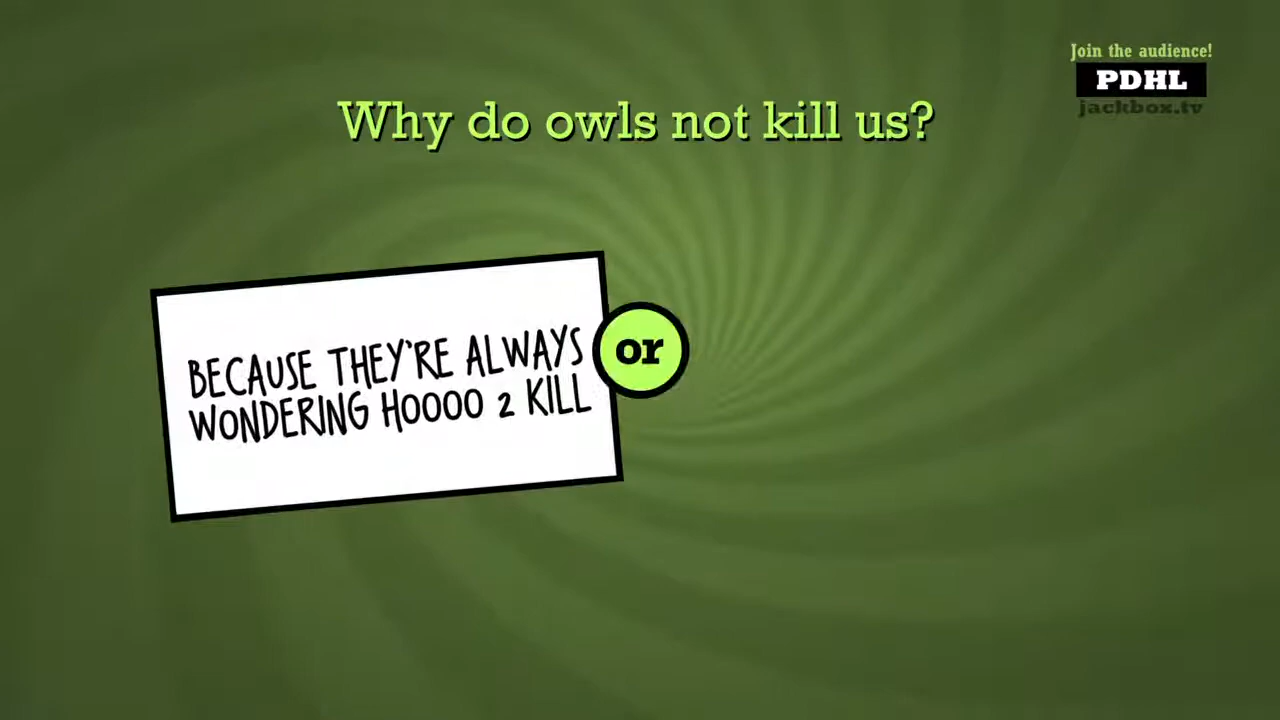 Join the audience!
PDHL
jackbox.tv
Why do owls not kill us?
BECAUSE THEY'RE ALWAYS
WONDERING HOOOO 2 KILL
or